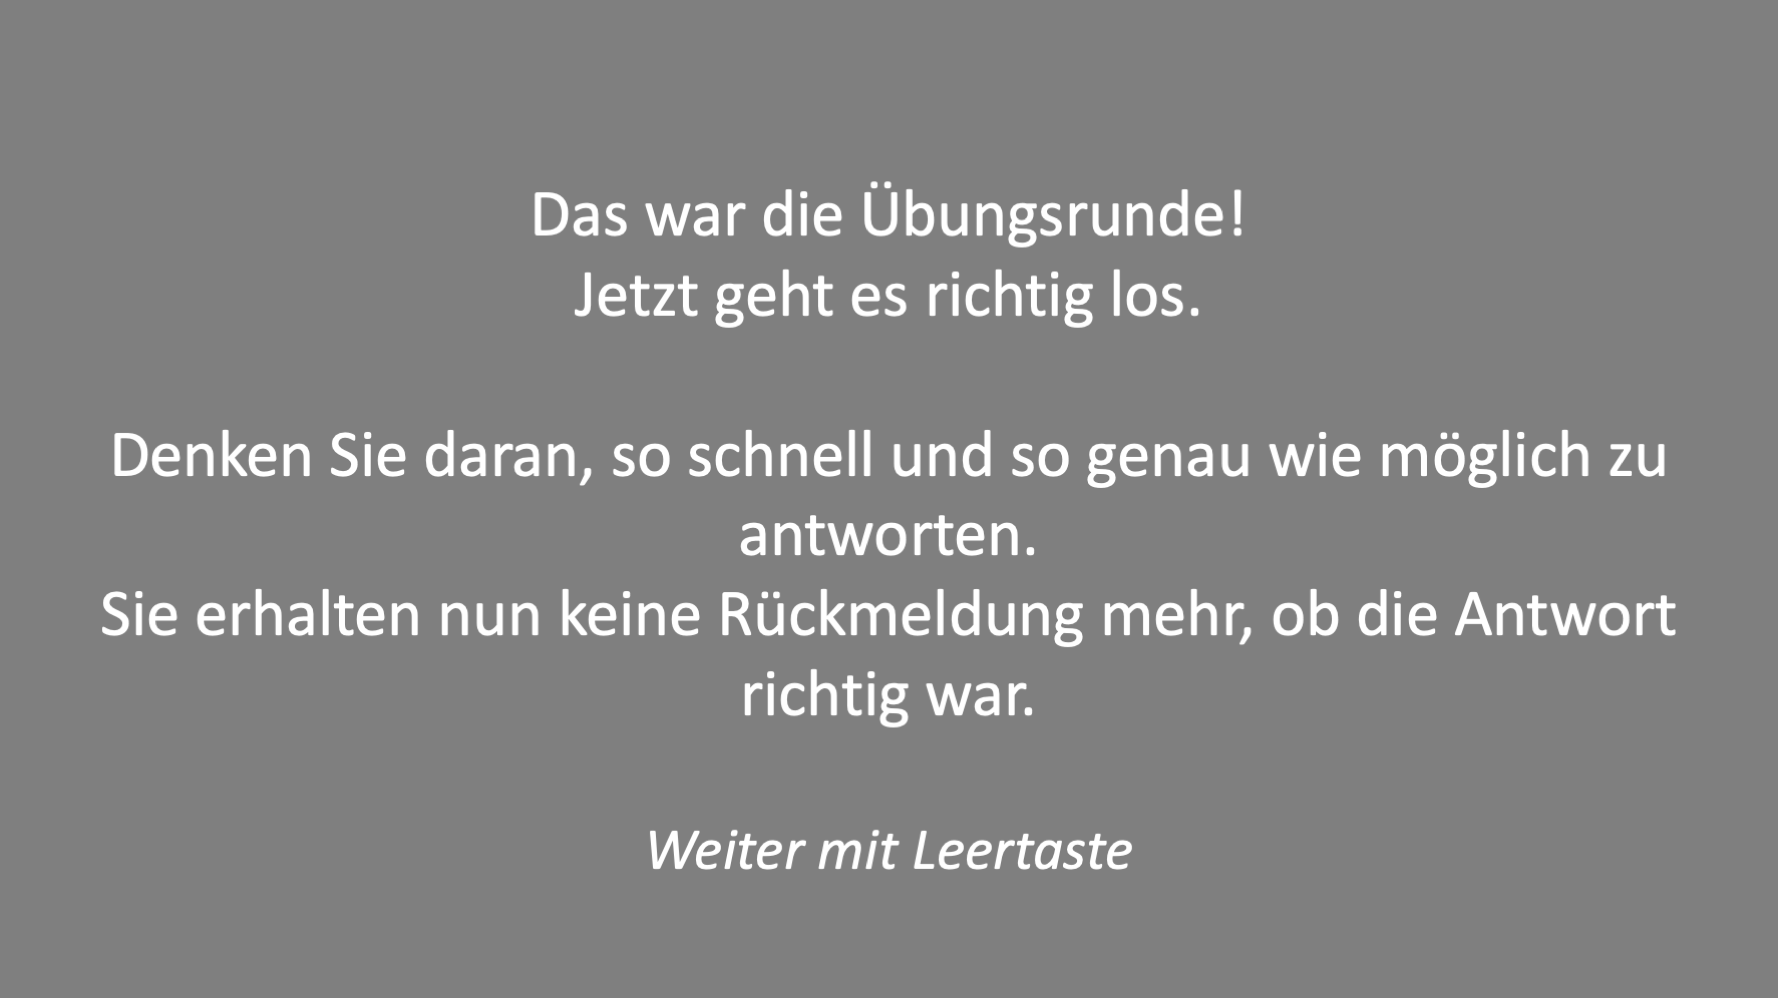 Das war die Übungsrunde!
Jetzt geht es richtig los.
Denken Sie daran, so schnell und so genau wie möglich zu
antworten.
Sie erhalten nun keine Rückmeldung mehr, ob die Antwort
richtig war.
Weiter mit Leertaste